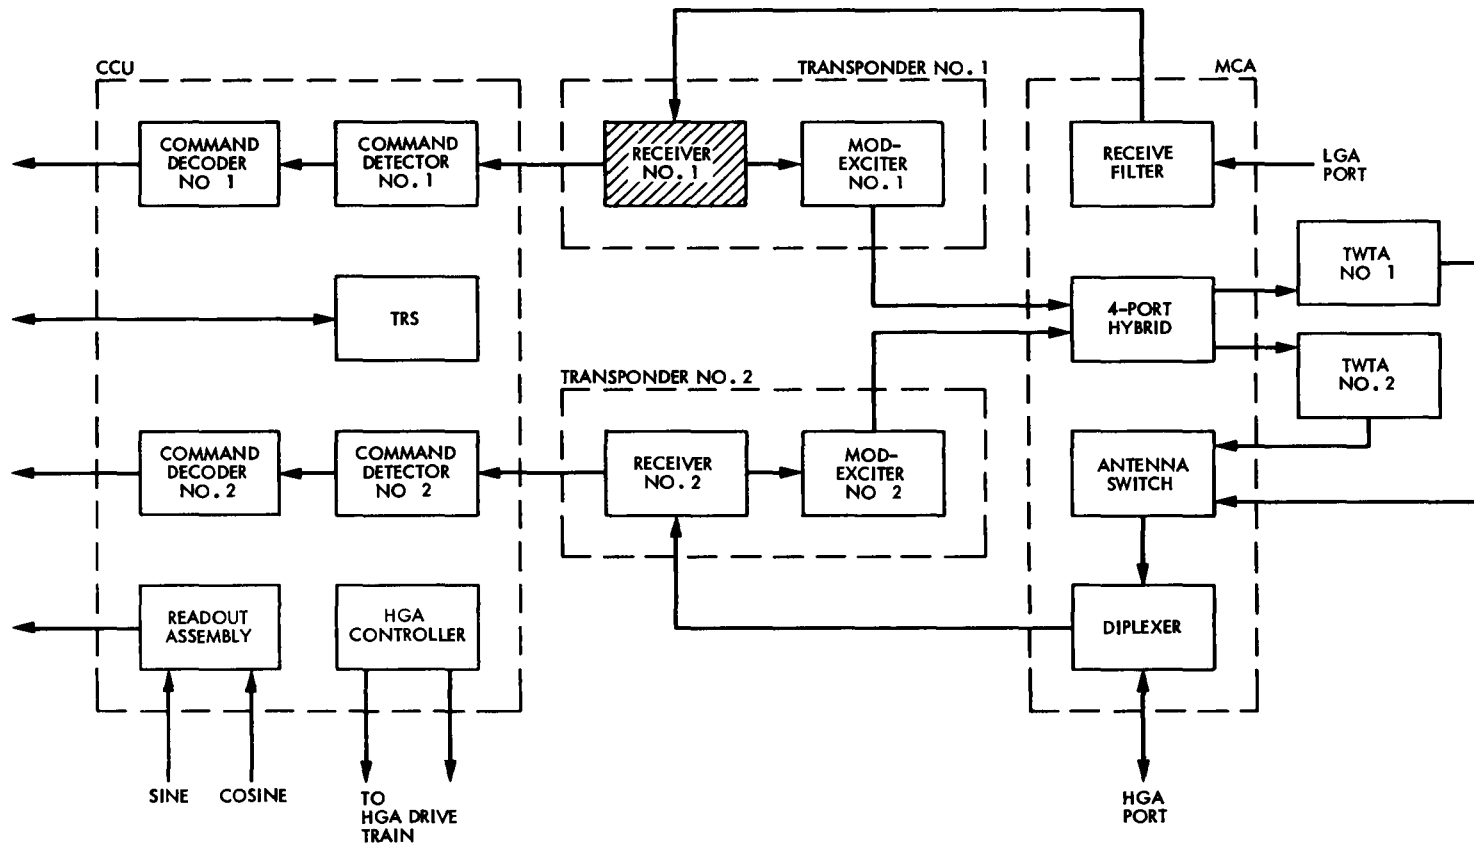 CCU
TRANSPONDER NO. 1
MCA
COMMAND
DECODER
NO 1
COMMAND
DETECTOR
NO. 1
RECEIVER
NO. 1
MOD-
EXCITER
NO. 1
RECEIVE
FILTER
LGA
PORT
TRS
4-PORT
HYBRID
TWTA
NO 1
TWTA
NO. 2
TRANSPONDER NO. 2
COMMAND
DECODER
NO. 2
COMMAND
DETECTOR
NO 2
RECEIVER
NO. 2
MOD-
EXCITER
NO 2
ANTENNA
SWITCH
READOUT
ASSEMBLY
HGA
CONTROLLER
DIPLEXER
SINE
COSINE
TO
HGA DRIVE
TRAIN
HGA
PORT